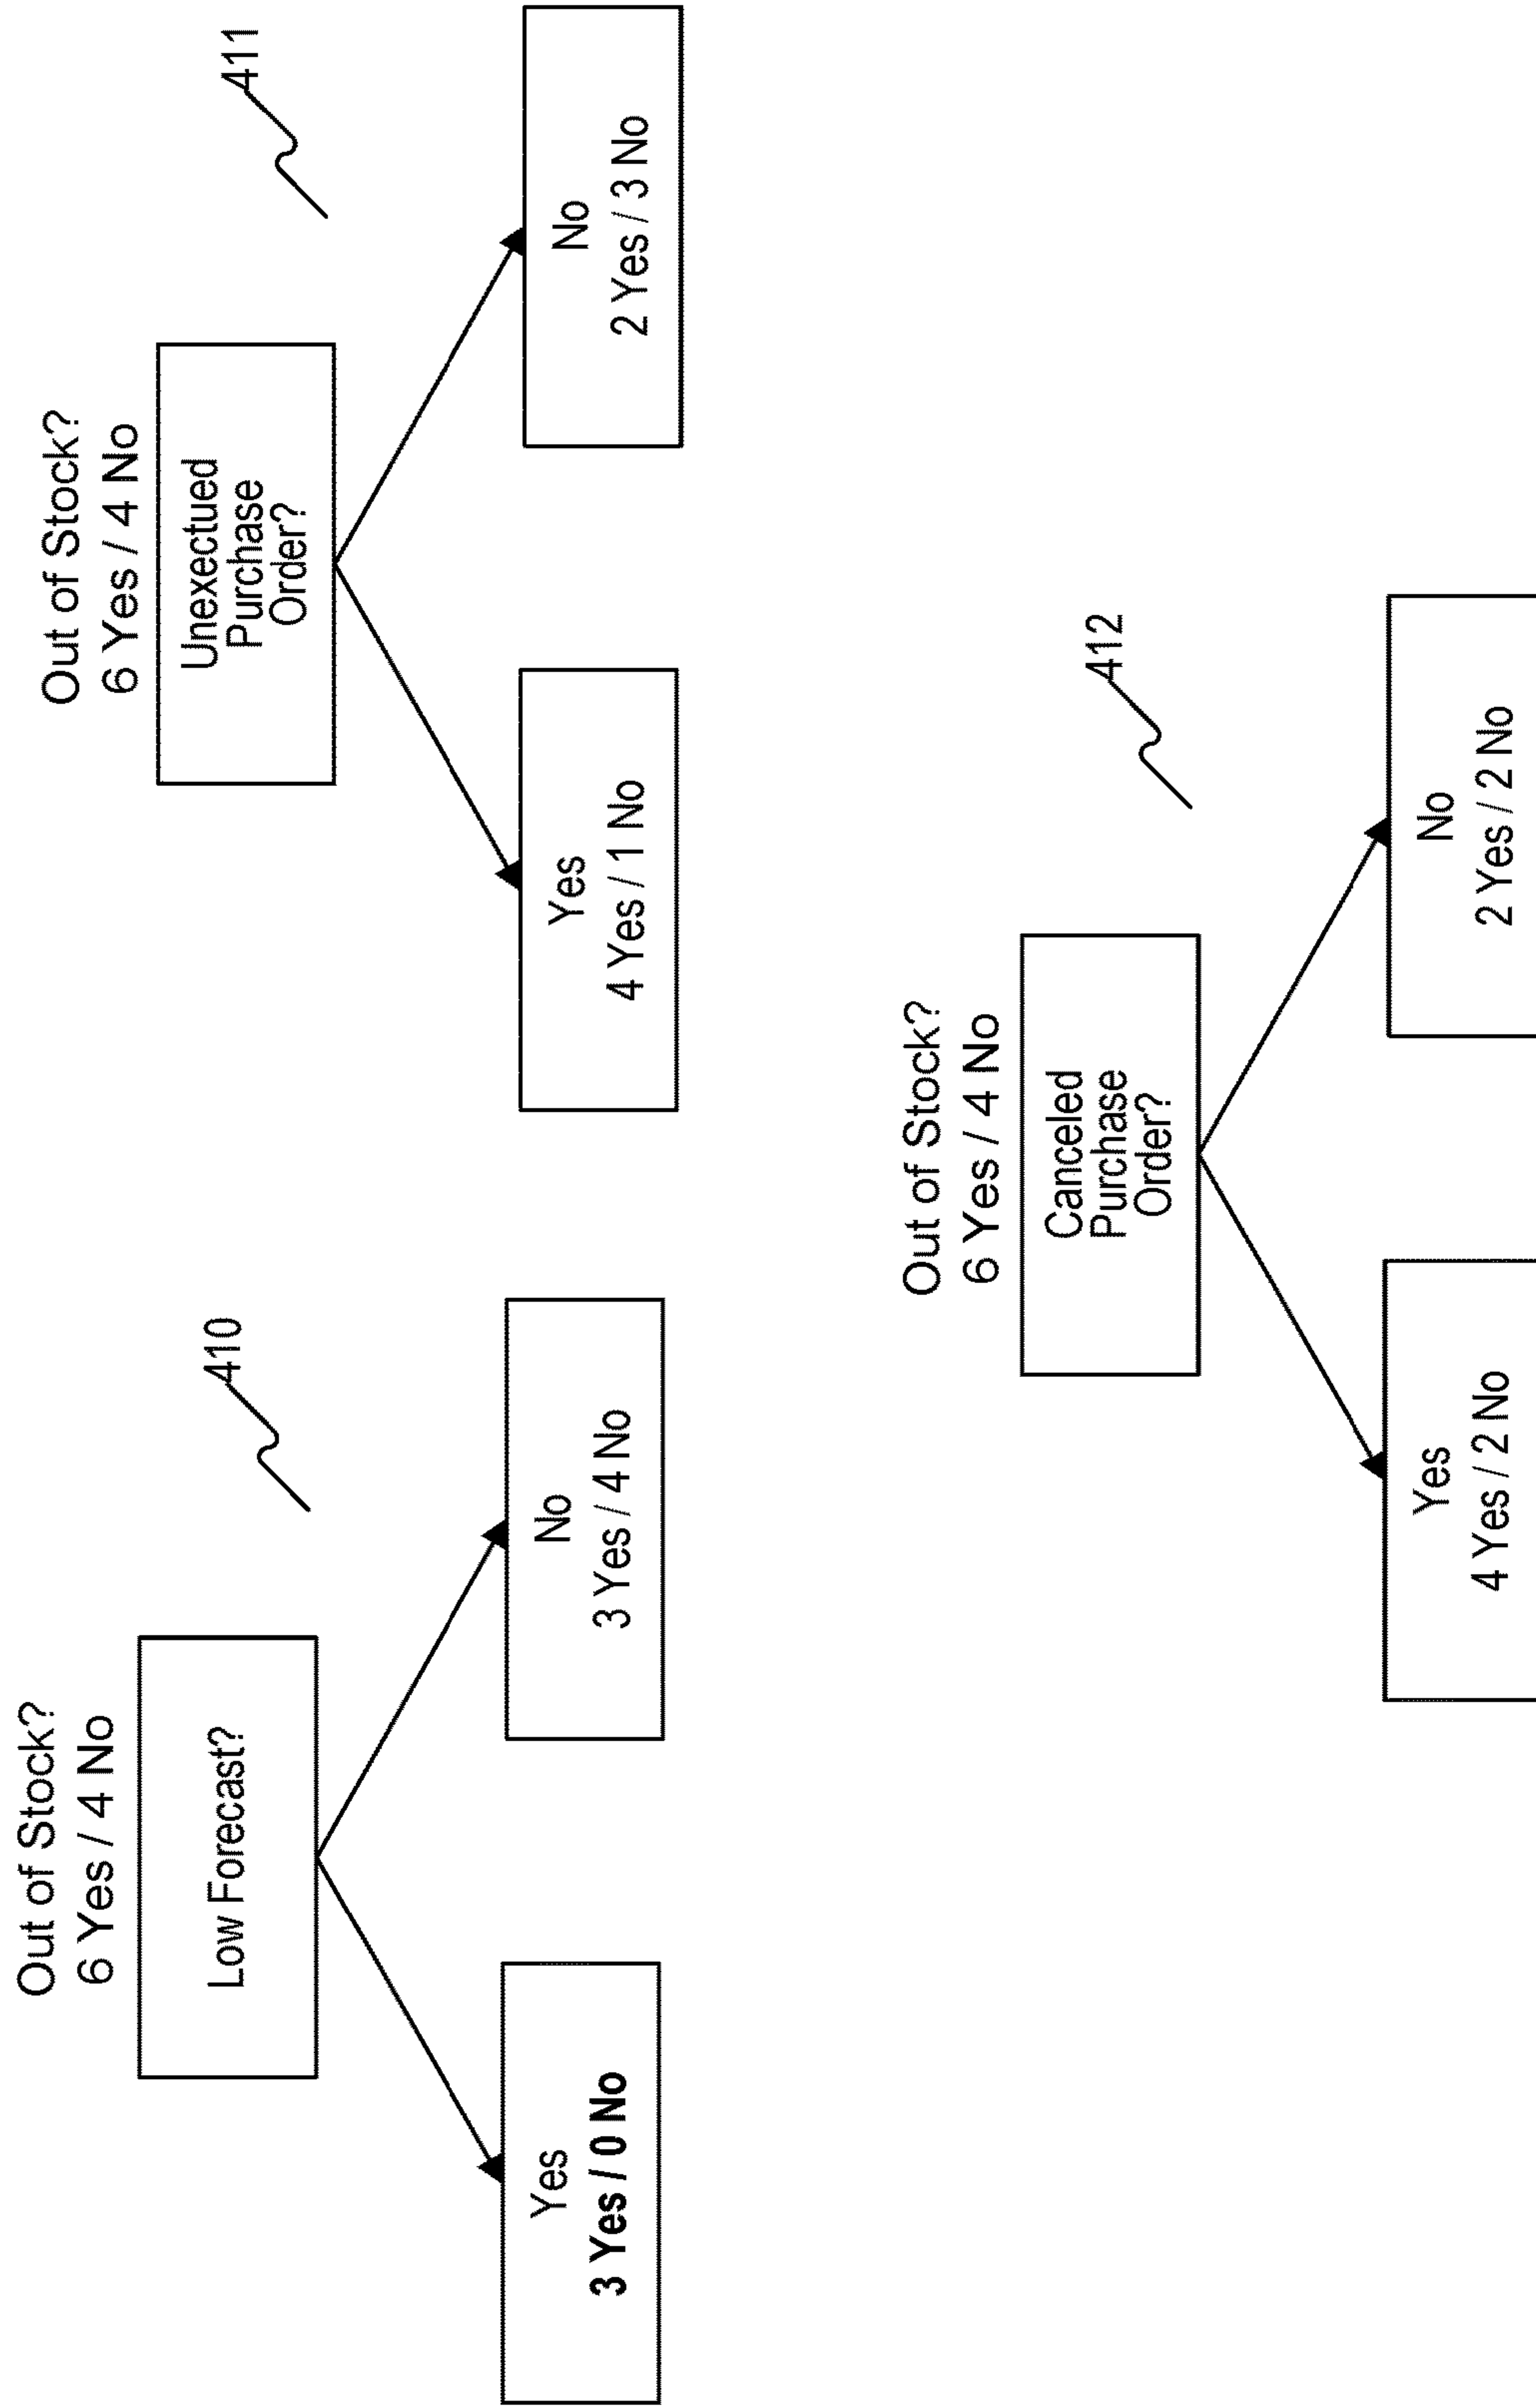 Out of Stock?
6 Yes / 4 No
Low Forecast?
410
Yes
3 Yes / 0 No
No
3 Yes / 4 No
Out of Stock?
6 Yes / 4 No
Unexectued
Purchase
Order?
411
Yes
4 Yes / 1 No
No
2 Yes / 3 No
Out of Stock?
6 Yes / 4 No
Canceled
Purchase
Order?
412
Yes
4 Yes / 2 No
No
2 Yes / 2 No